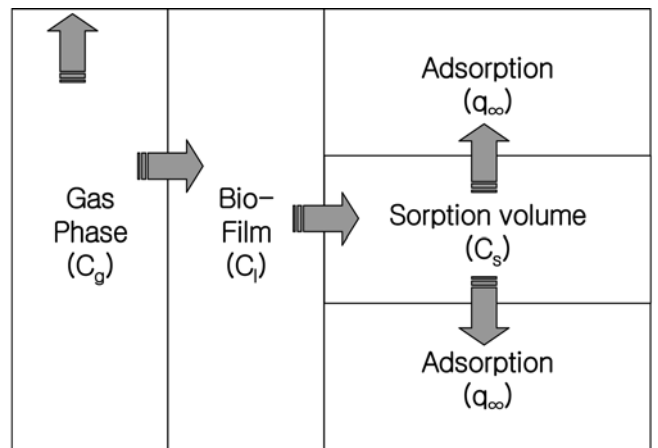 Gas
Phase
(Cg)
Bio-
Film
(Cl)
Adsorption
(q∞)
Sorption volume
(Cs)
Adsorption
(q∞)